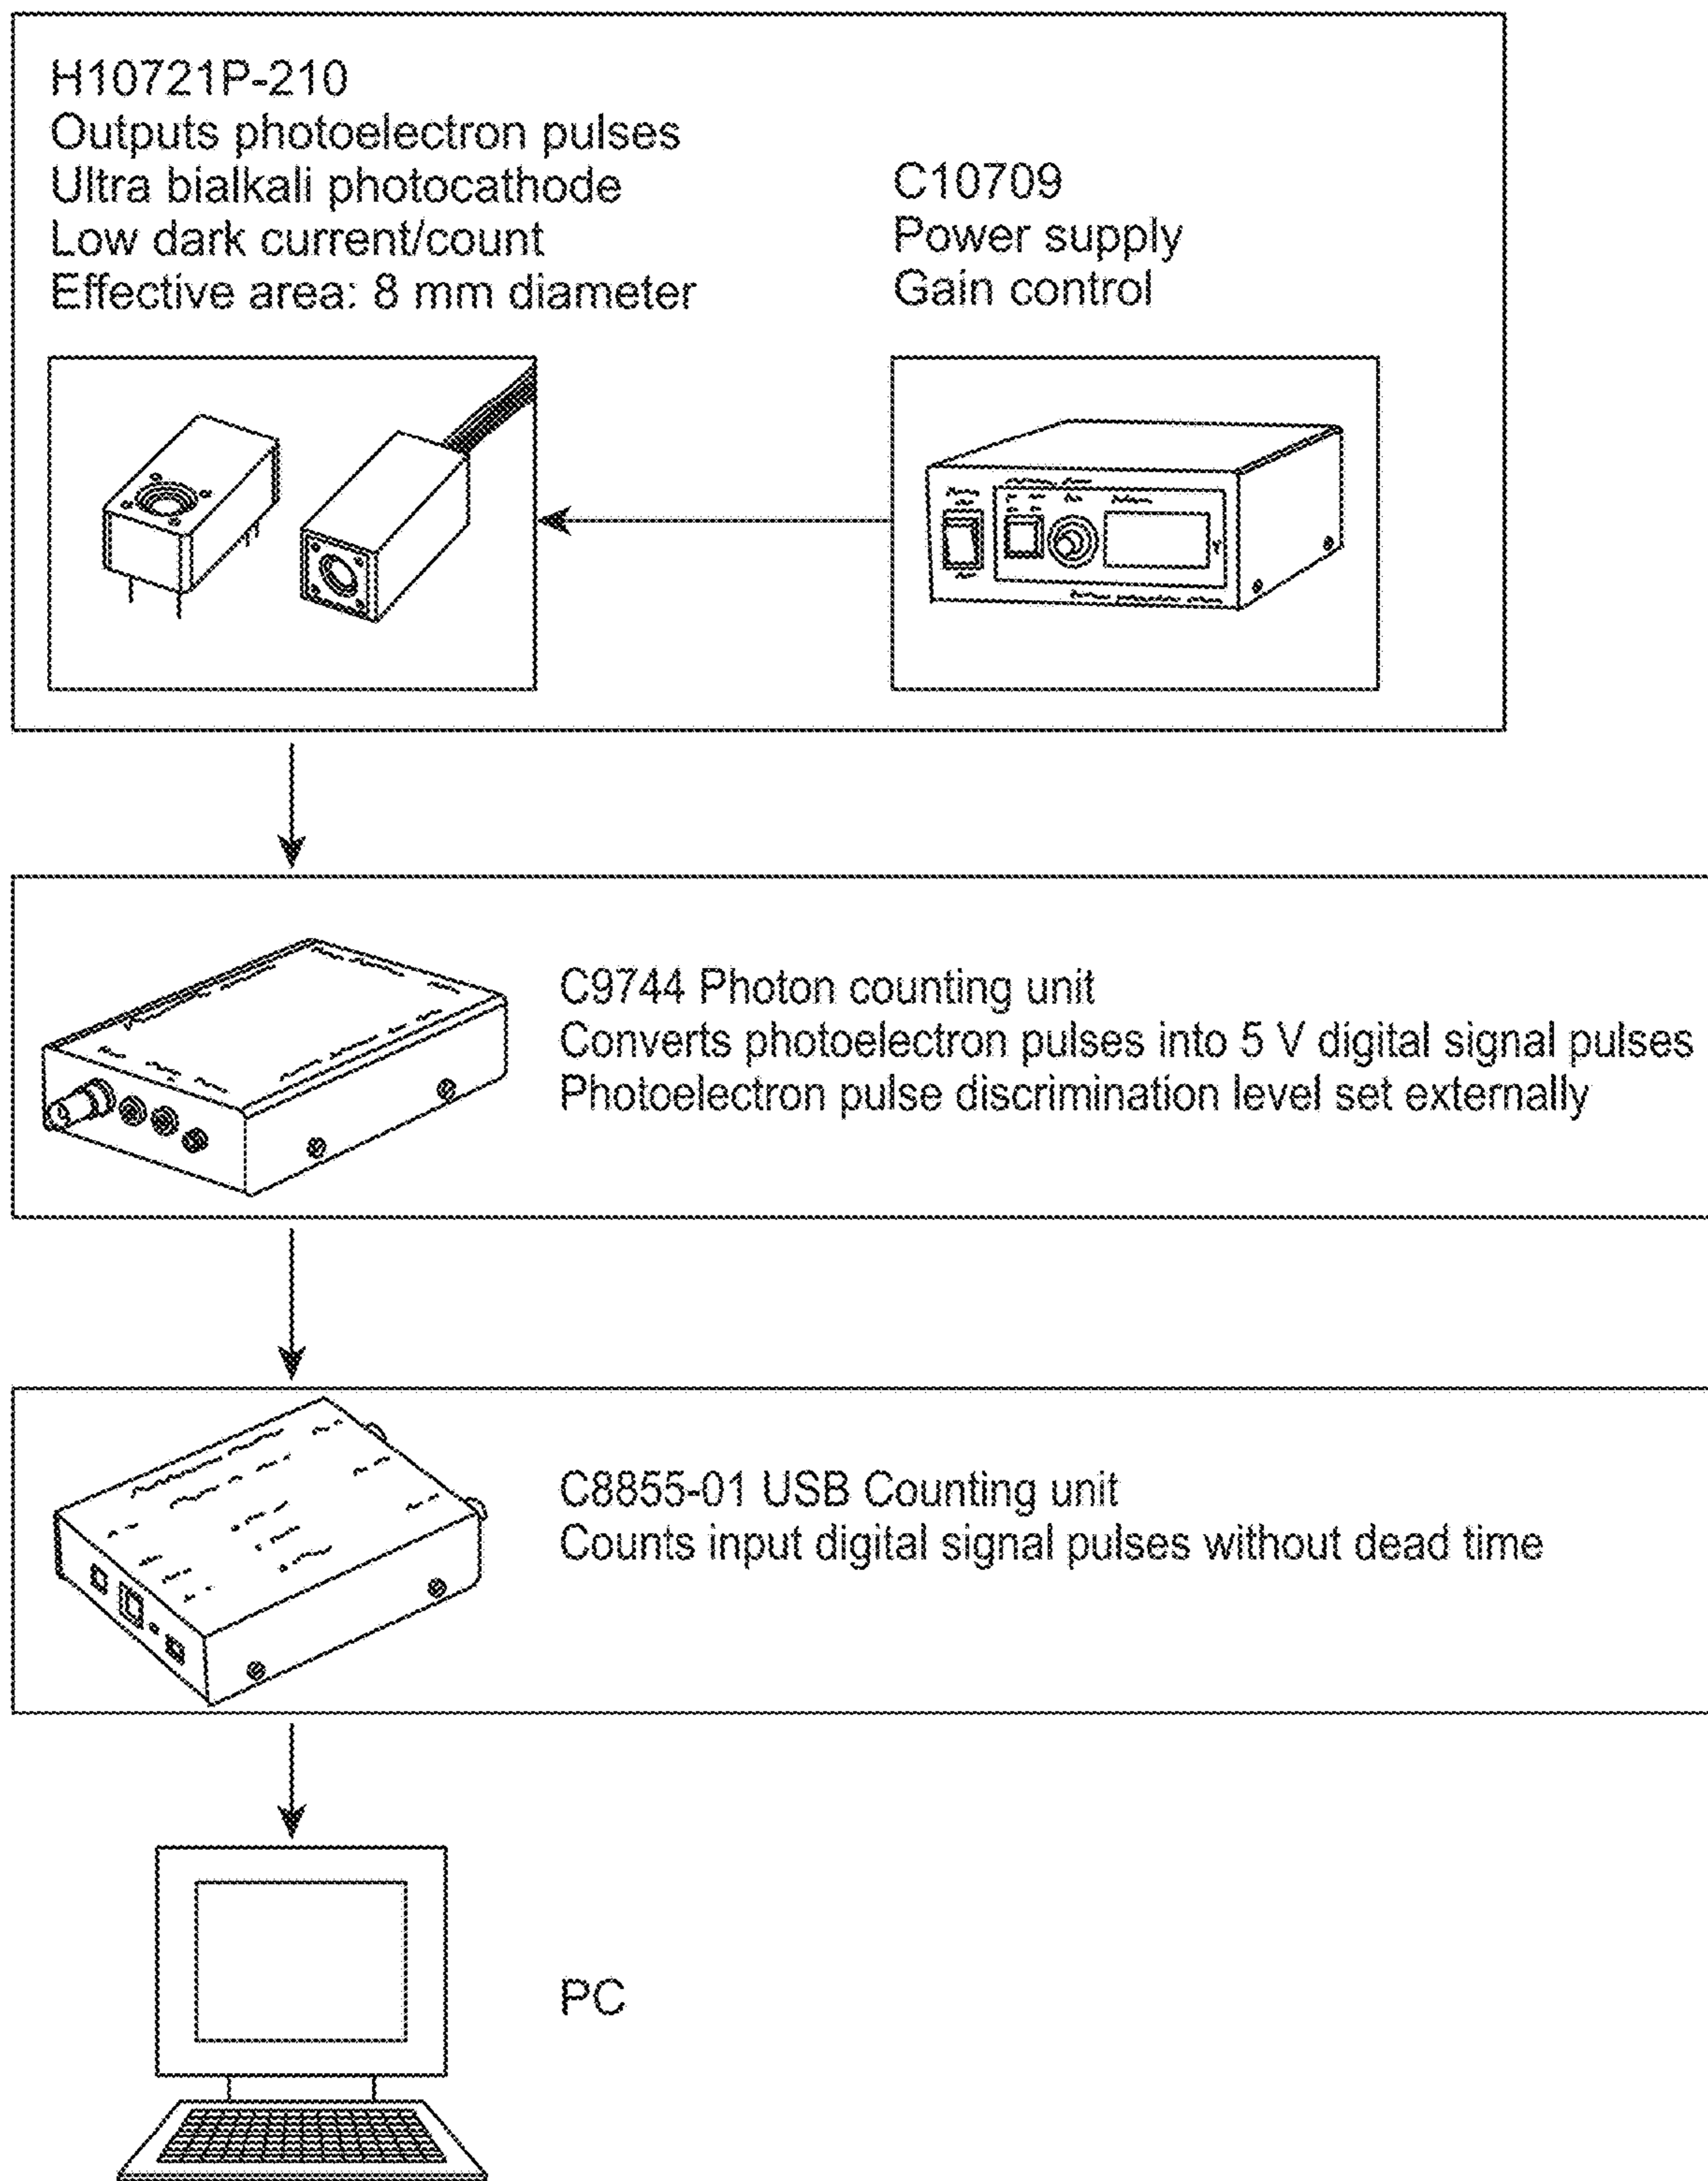 H10721P-210
Outputs photoelectron pulses
Ultra bialkali photocathode
Low dark current/count
Effective area: 8 mm diameter
C10709
Power supply
Gain control
C9744 Photon counting unit
Converts photoelectron pulses into 5 V digital signal pulses
Photoelectron pulse discrimination level set externally
C8855-01 USB Counting unit
Counts input digital signal pulses without dead time
PC